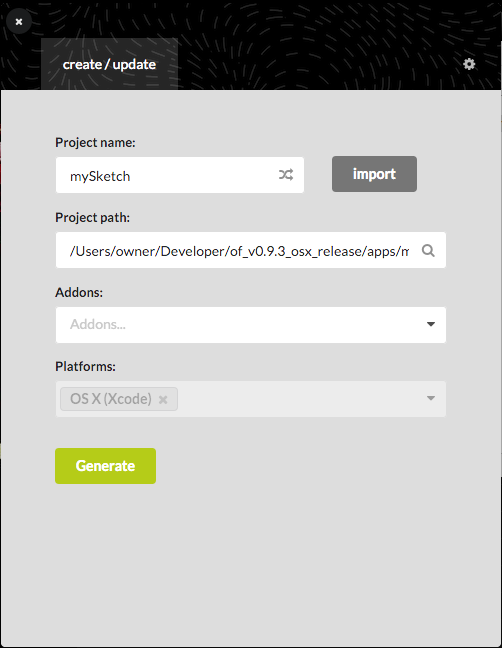 create / update
Project name:
mySketch
import
Project path:
/Users/owner/Developer/of_v0.9.3_osx_release/apps/m
Addons:
Addons...
Platforms:
OS X (Xcode)
Generate